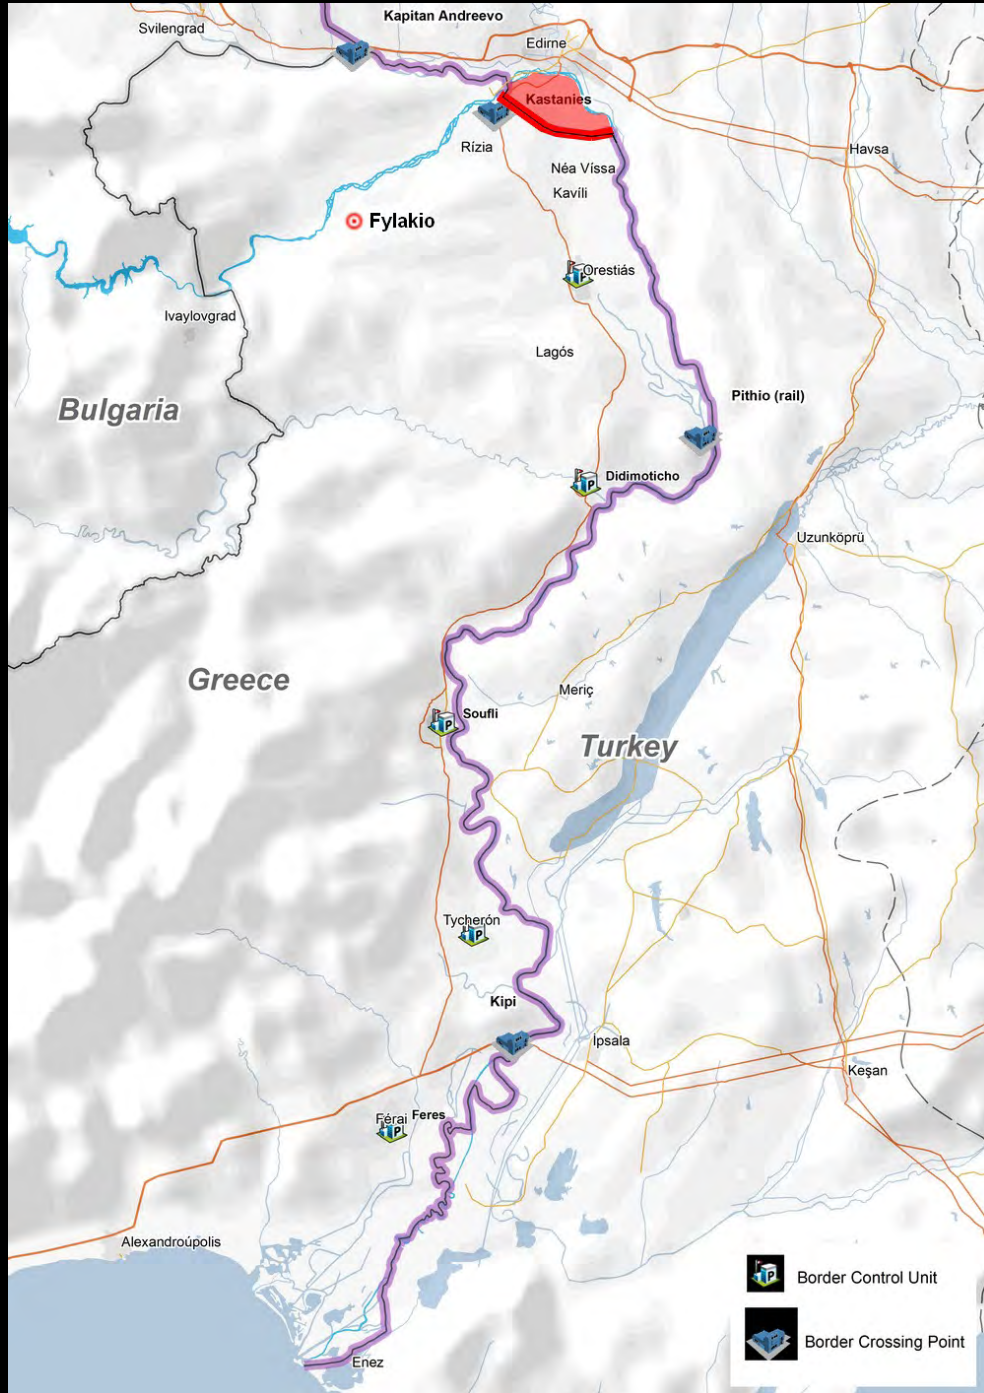 Kapitan Andreevo
Svilengrad
Edirne
Kastanies
Rízia
Havsa
Néa Víssa
Kavíli
Fylakio
Orestiás
Ivaylovgrad
Lagós
Bulgaria
Pithio (rail)
Didimoticho
Uzunköprü
Greece
Meriç
Soufli
Turkey
Tycherón
Kipi
İpsala
Keşan
Férai
Feres
Alexandroúpolis
Enez
Border Control Unit
Border Crossing Point
P
P
P
P
P
P